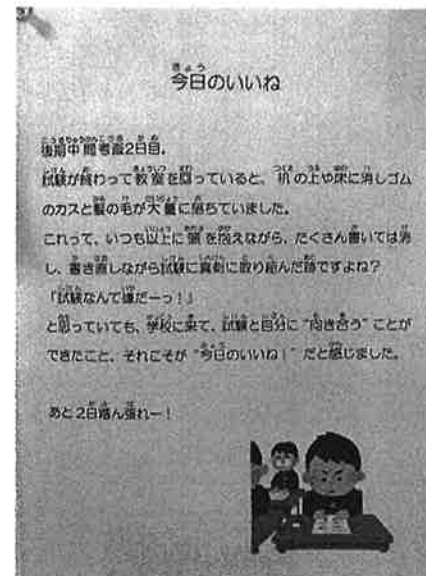 今日のいいね
後期中間考査2日目。
試験が終わって教室を回っていると、机の上や床に消しゴム
のカスと髪の毛が大量に落ちていました。
これって、いつも以上に頭を抱えながら、たくさん書いては消
し、書き直しながら試験に真剣に取り組んだ跡ですよね?
「試験なんて嫌だーっ!」
と思っていても、学校に来て、試験と自分に“向き合う”ことが
できたこと、それこそが“今日のいいね!”だと感じました。
あと2日踏ん張れー!